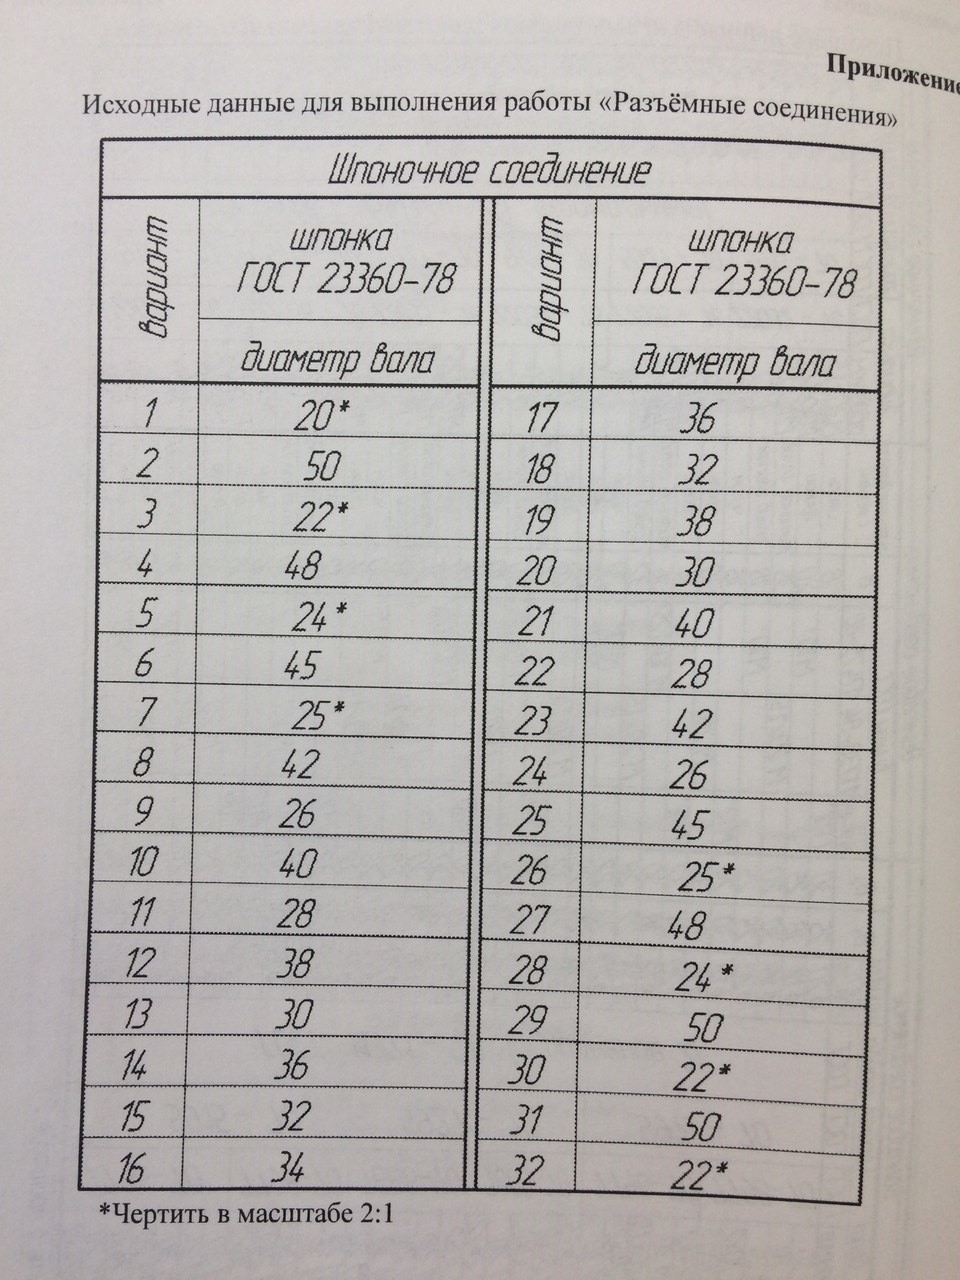 Приложение
Исходные данные для выполнения работы «Разъёмные соединения»
Шпоночное соединение
вариант
шпонка
ГОСТ 23360-78
диаметр вала
вариант
шпонка
ГОСТ 23360-78
диаметр вала
1 20* 17 36
2 50 18 32
3 22* 19 38
4 48 20 30
5 24* 21 40
6 45 22 28
7 25* 23 42
8 42 24 26
9 26 25 45
10 40 26 25*
11 28 27 48
12 38 28 24*
13 30 29 50
14 36 30 22*
15 32 31 50
16 34 32 22*
*Чертить в масштабе 2:1